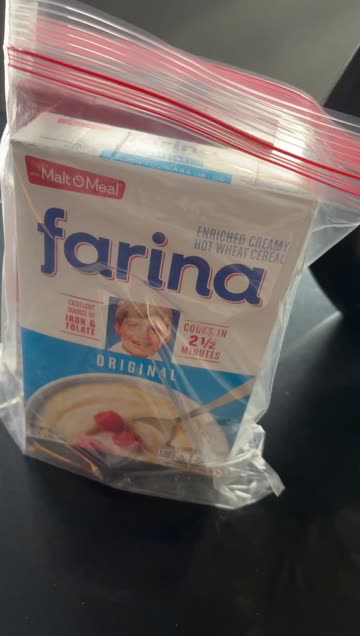 Malt O Meal
farina
ENRICHED CREAMY
HOT WHEAT CEREAL
EXCELLENT
SOURCE OF
IRON &
FOLATE
COOKS IN
2 1/2
MINUTES
ORIGINAL